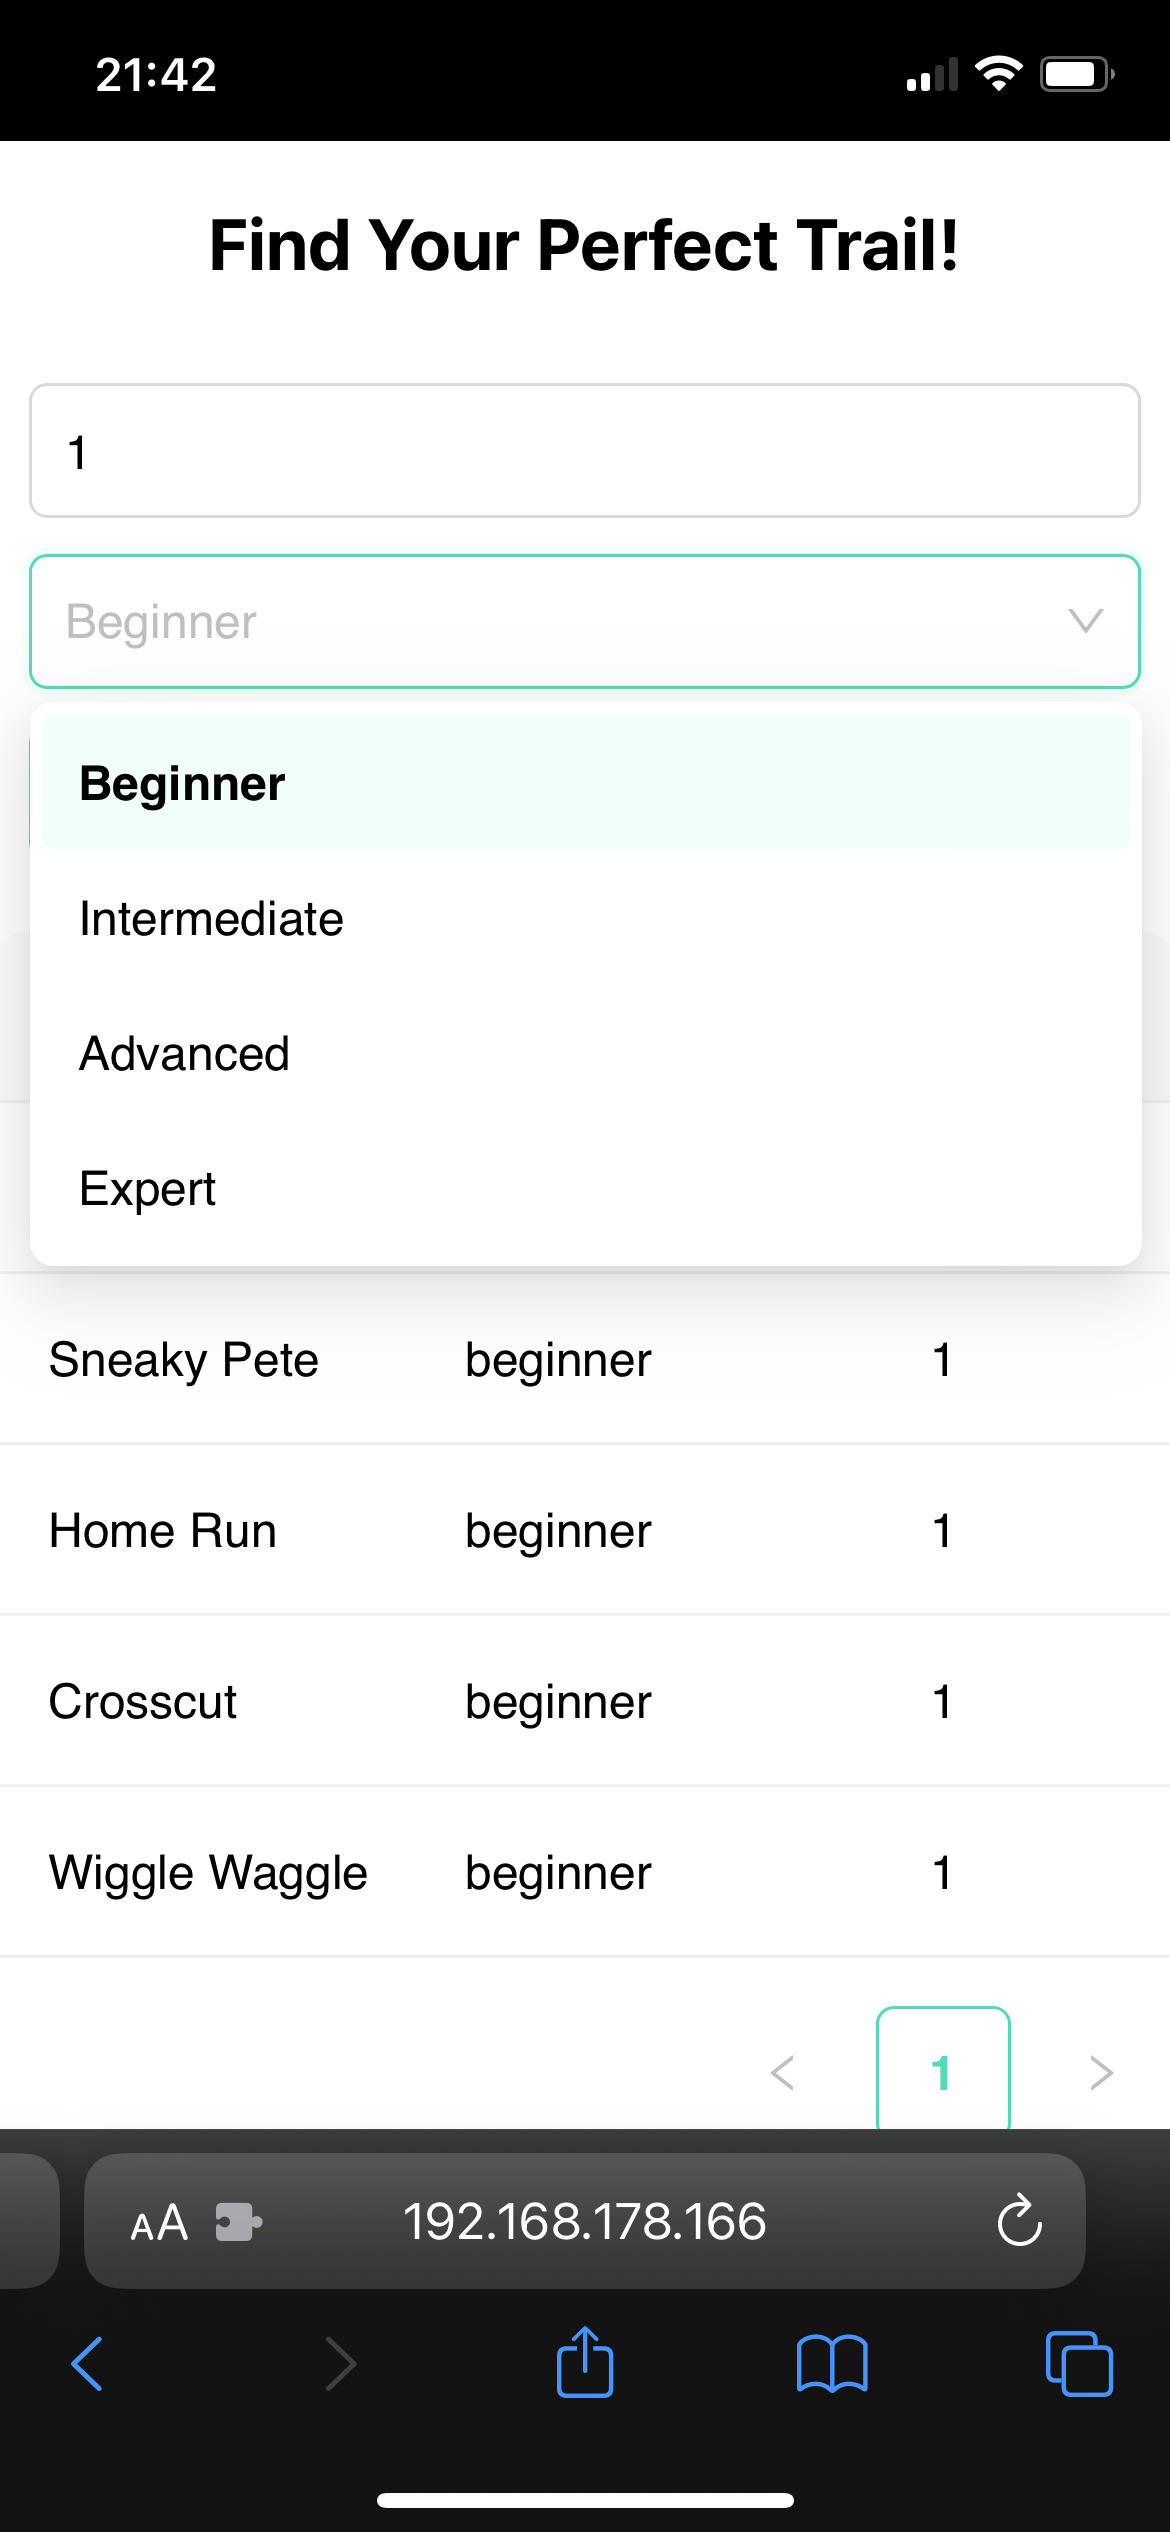 21:42
Find Your Perfect Trail!
1
Beginner
Beginner
Intermediate
Advanced
Expert
Sneaky Pete beginner 1
Home Run beginner 1
Crosscut beginner 1
Wiggle Waggle beginner 1
< 1 >
AA 192.168.178.166